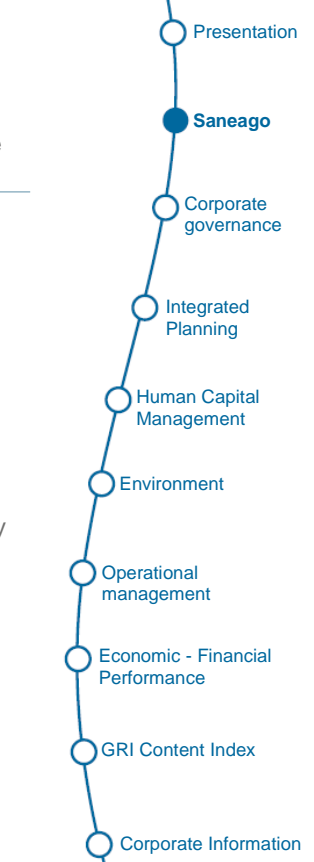 Presentation
Saneago
Corporate
governance
Integrated
Planning
Human Capital
Management
Environment
Operational
management
Economic - Financial
Performance
GRI Content Index
Corporate Information